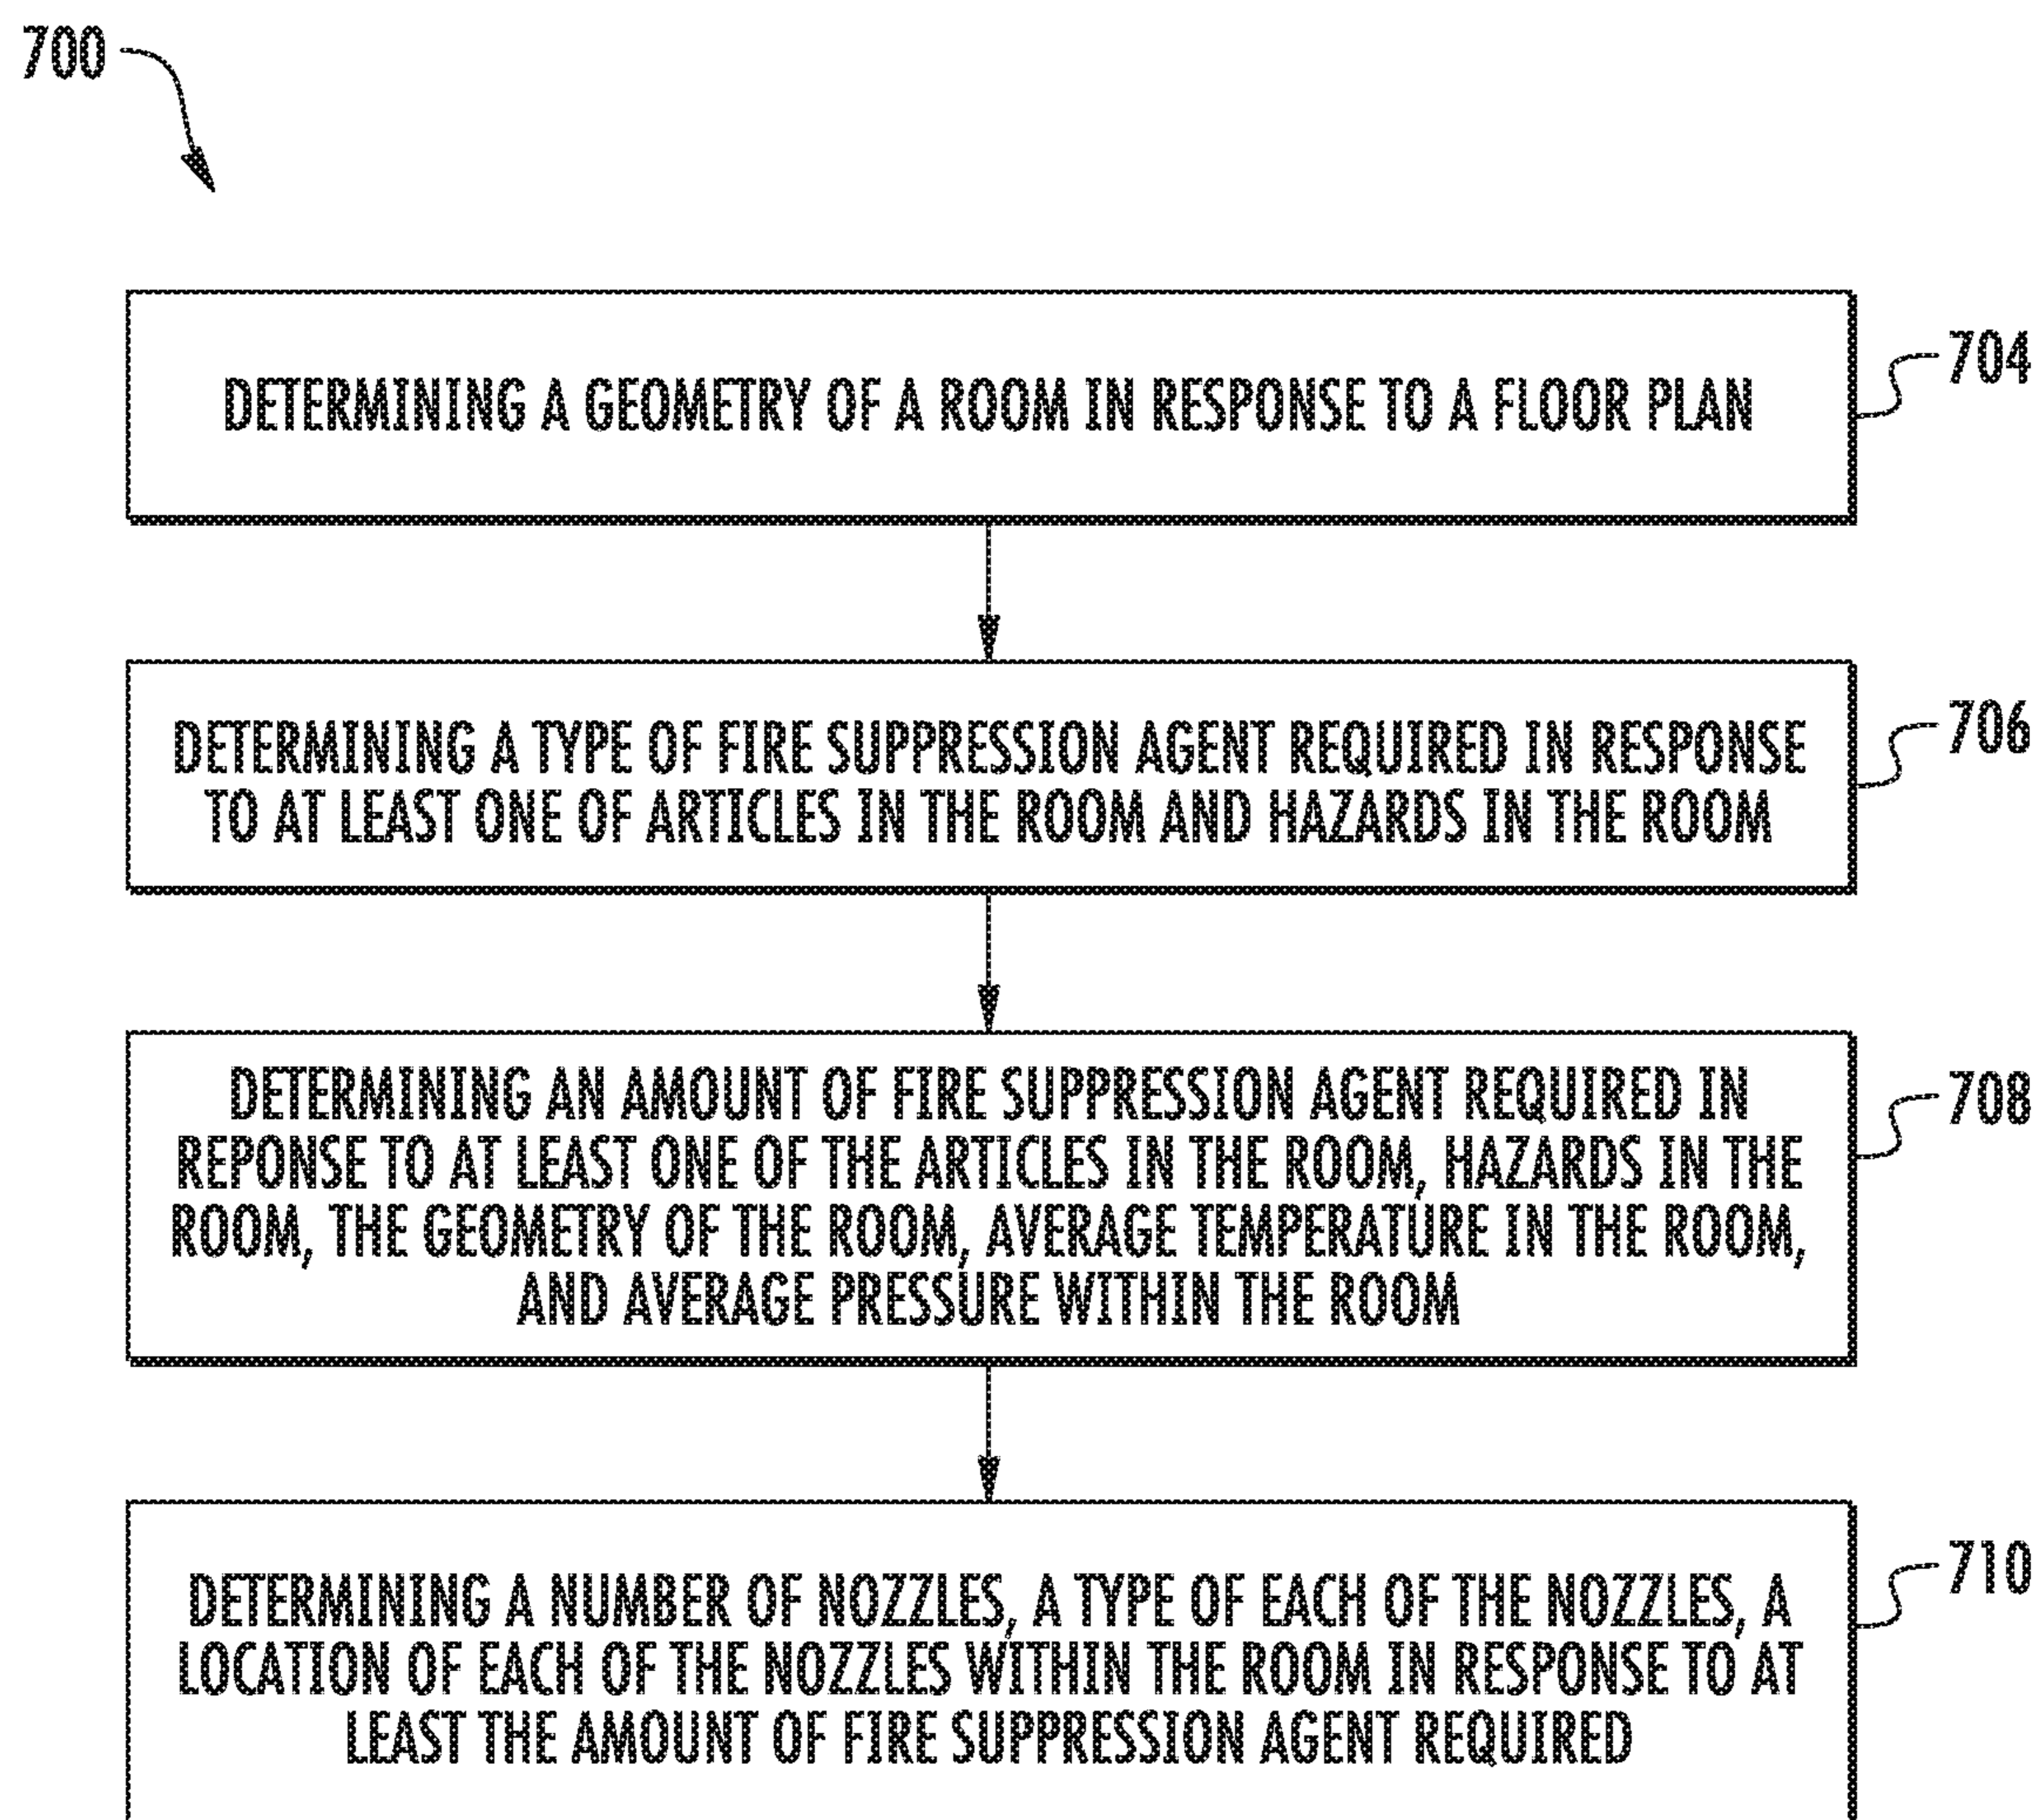 700
DETERMINING A GEOMETRY OF A ROOM IN RESPONSE TO A FLOOR PLAN
704
DETERMINING A TYPE OF FIRE SUPPRESSION AGENT REQUIRED IN RESPONSE
TO AT LEAST ONE OF ARTICLES IN THE ROOM AND HAZARDS IN THE ROOM
706
DETERMINING AN AMOUNT OF FIRE SUPPRESSION AGENT REQUIRED IN
REPONSE TO AT LEAST ONE OF THE ARTICLES IN THE ROOM, HAZARDS IN THE
ROOM, THE GEOMETRY OF THE ROOM, AVERAGE TEMPERATURE IN THE ROOM,
AND AVERAGE PRESSURE WITHIN THE ROOM
708
DETERMINING A NUMBER OF NOZZLES, A TYPE OF EACH OF THE NOZZLES, A
LOCATION OF EACH OF THE NOZZLES WITHIN THE ROOM IN RESPONSE TO AT
LEAST THE AMOUNT OF FIRE SUPPRESSION AGENT REQUIRED
710